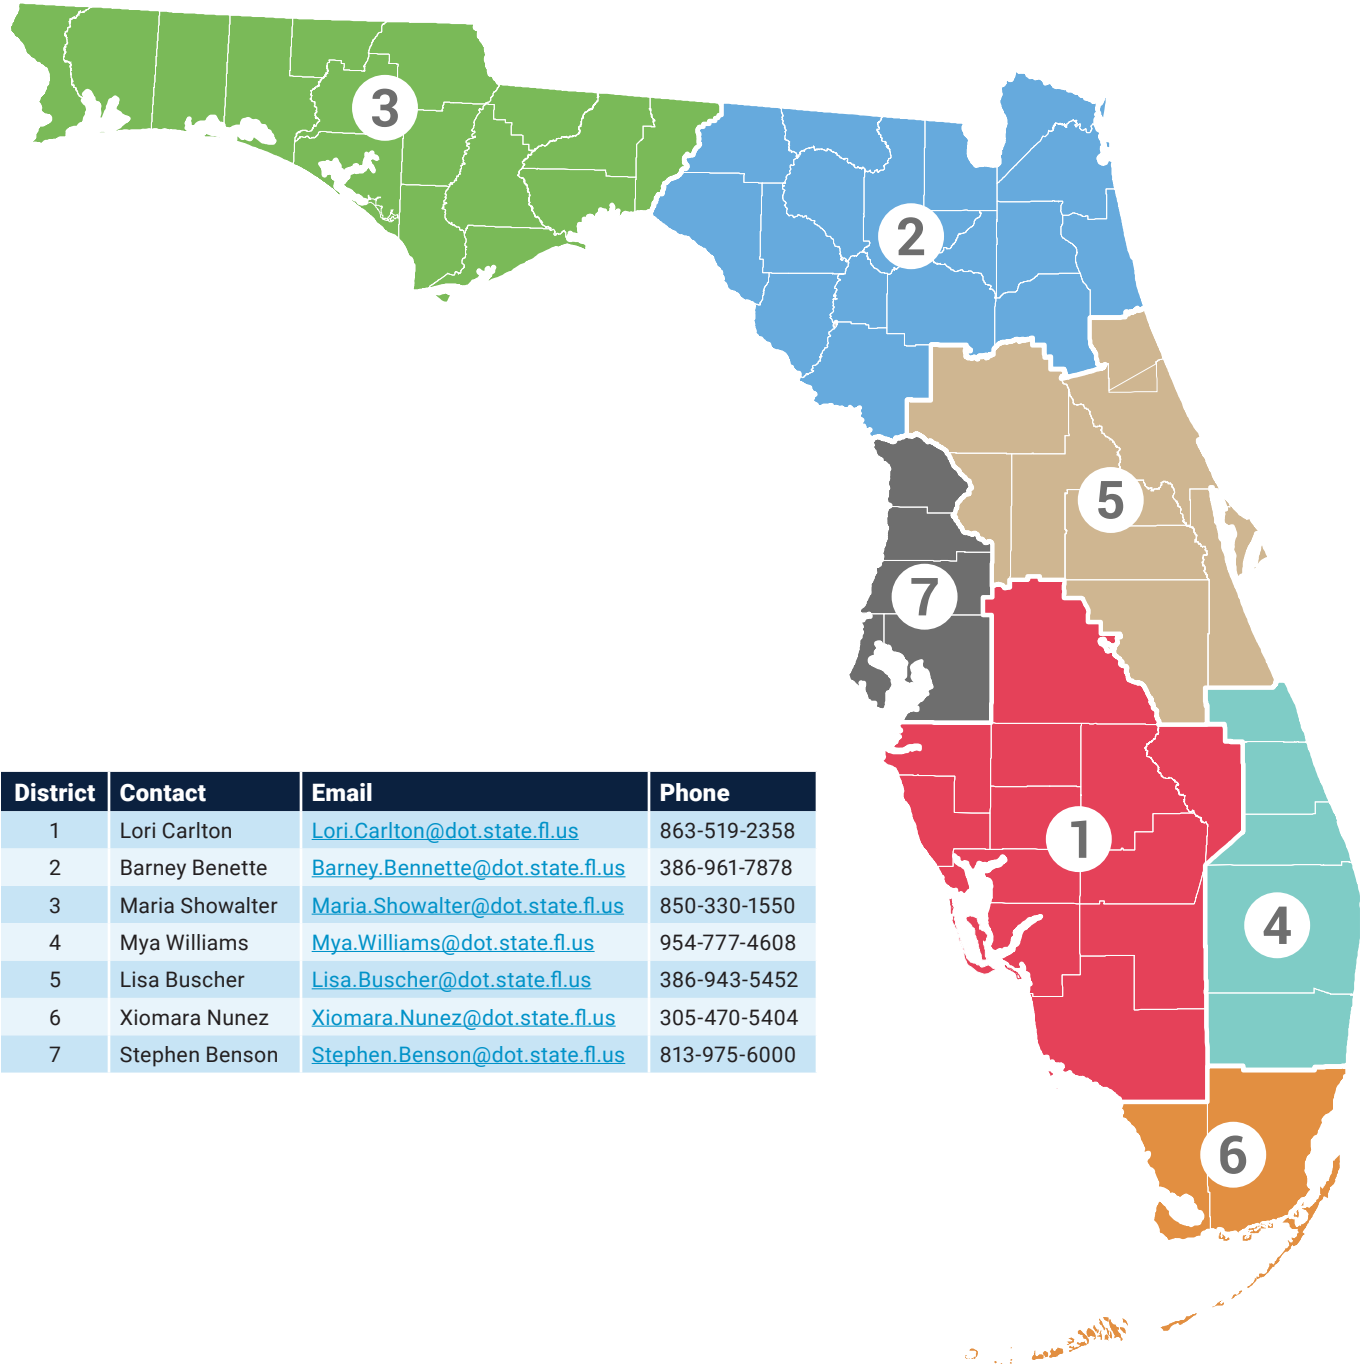 3
2
5
7
1
4
6
District Contact Email Phone
1 Lori Carlton Lori.Carlton@dot.state.fl.us 863-519-2358
2 Barney Benette Barney.Bennette@dot.state.fl.us 386-961-7878
3 Maria Showalter Maria.Showalter@dot.state.fl.us 850-330-1550
4 Mya Williams Mya.Williams@dot.state.fl.us 954-777-4608
5 Lisa Buscher Lisa.Buscher@dot.state.fl.us 386-943-5452
6 Xiomara Nunez Xiomara.Nunez@dot.state.fl.us 305-470-5404
7 Stephen Benson Stephen.Benson@dot.state.fl.us 813-975-6000